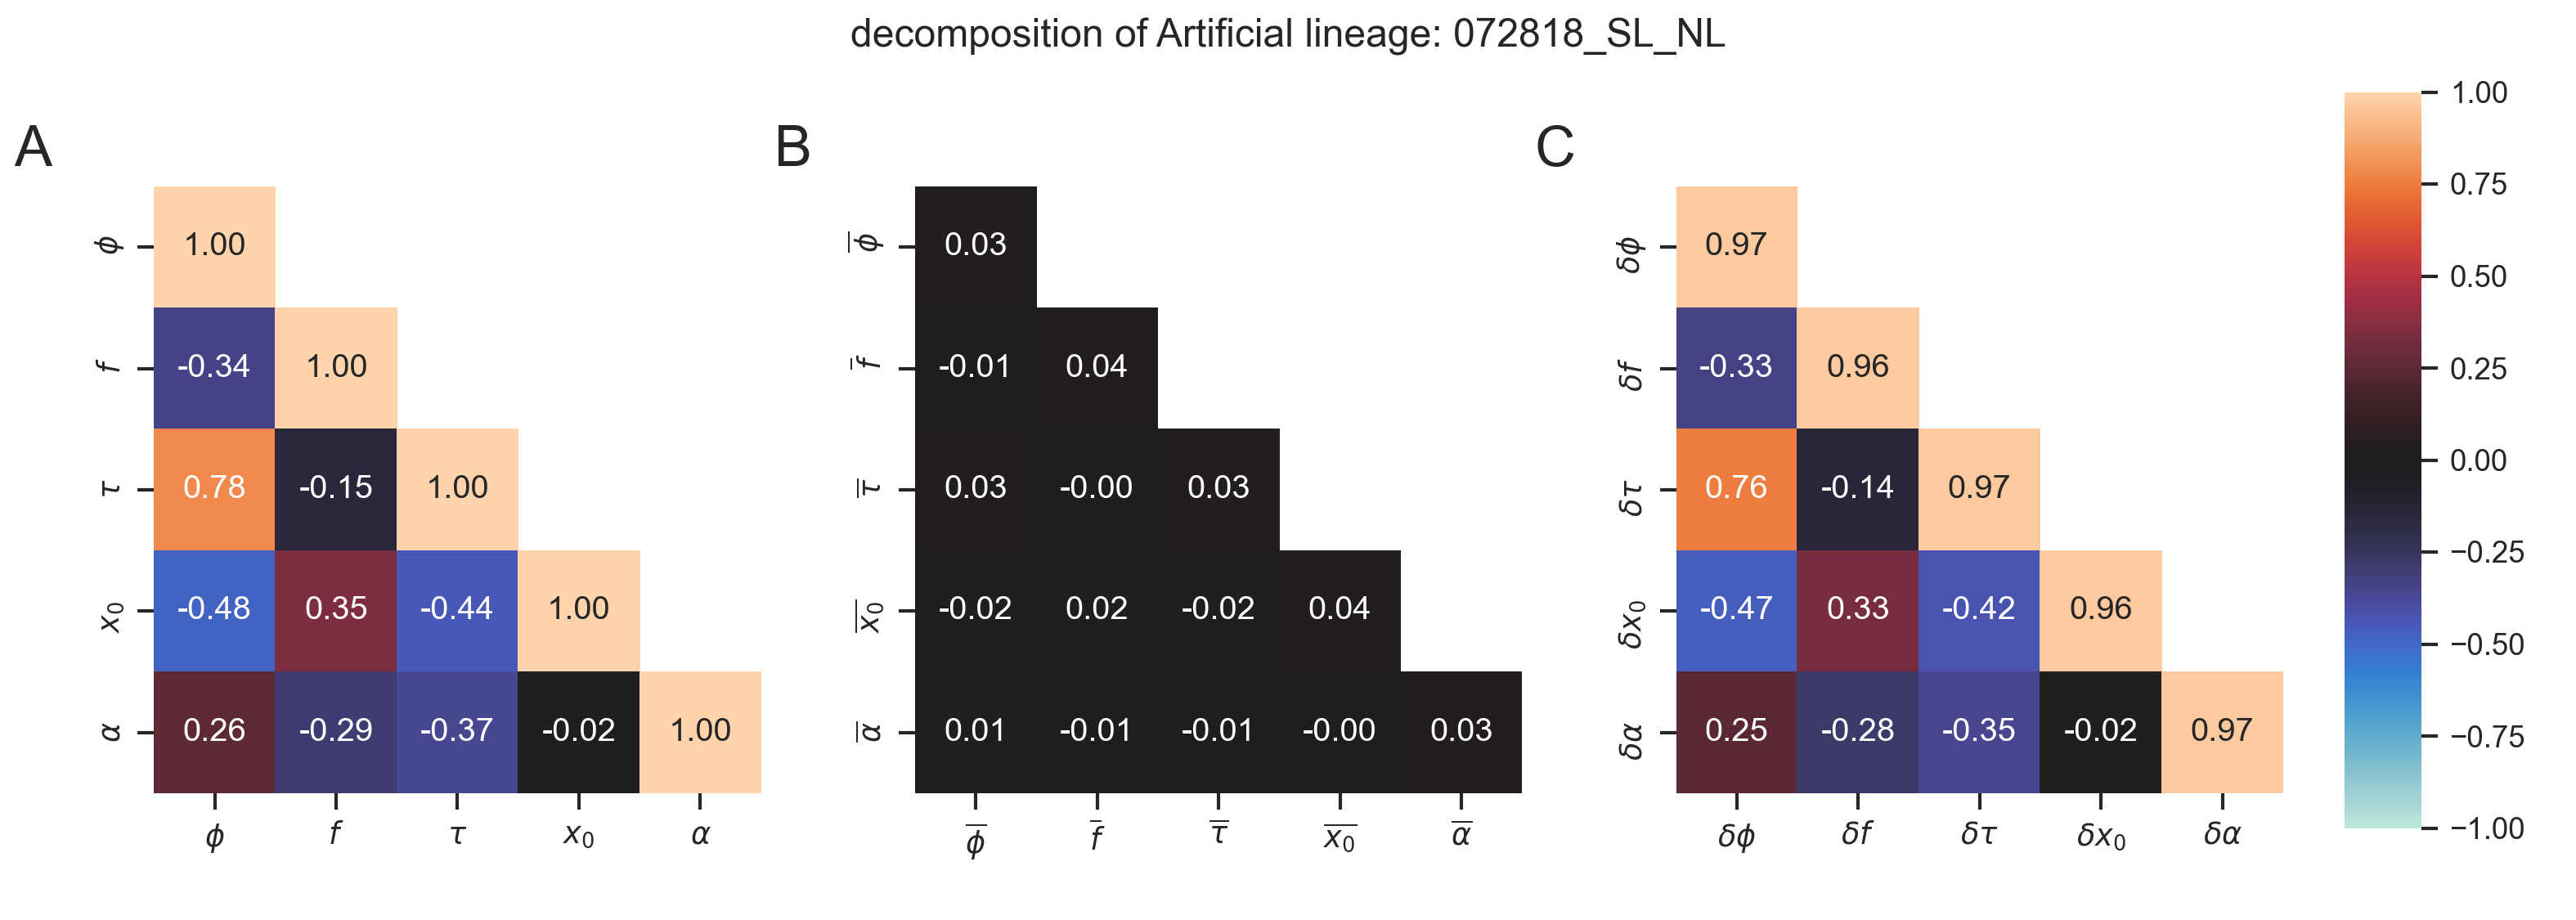 decomposition of Artificial lineage: 072818_SL_NL
A
B
C
ϕ
1.00
f
-0.34 1.00
τ
0.78 -0.15 1.00
x₀
-0.48 0.35 -0.44 1.00
α
0.26 -0.29 -0.37 -0.02 1.00
ϕ f τ x₀ α
ϕ̅
0.03
f̅
-0.01 0.04
τ̅
0.03 -0.00 0.03
x₀̅
-0.02 0.02 -0.02 0.04
α̅
0.01 -0.01 -0.01 -0.00 0.03
ϕ̅ f̅ τ̅ x₀̅ α̅
δϕ
0.97
δf
-0.33 0.96
δτ
0.76 -0.14 0.97
δx₀
-0.47 0.33 -0.42 0.96
δα
0.25 -0.28 -0.35 -0.02 0.97
δϕ δf δτ δx₀ δα
1.00
0.75
0.50
0.25
0.00
−0.25
−0.50
−0.75
−1.00